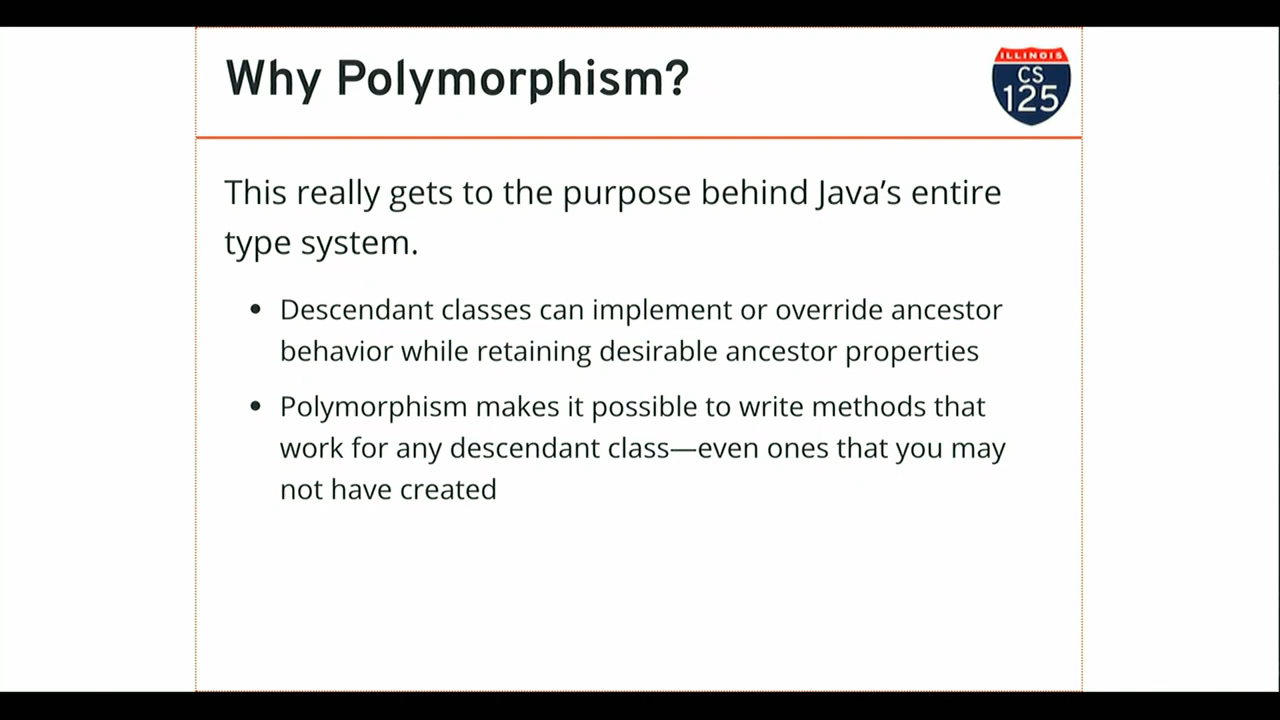 Why Polymorphism?
ILLINOIS
CS
125
This really gets to the purpose behind Java’s entire
type system.
• Descendant classes can implement or override ancestor
behavior while retaining desirable ancestor properties
• Polymorphism makes it possible to write methods that
work for any descendant class—even ones that you may
not have created